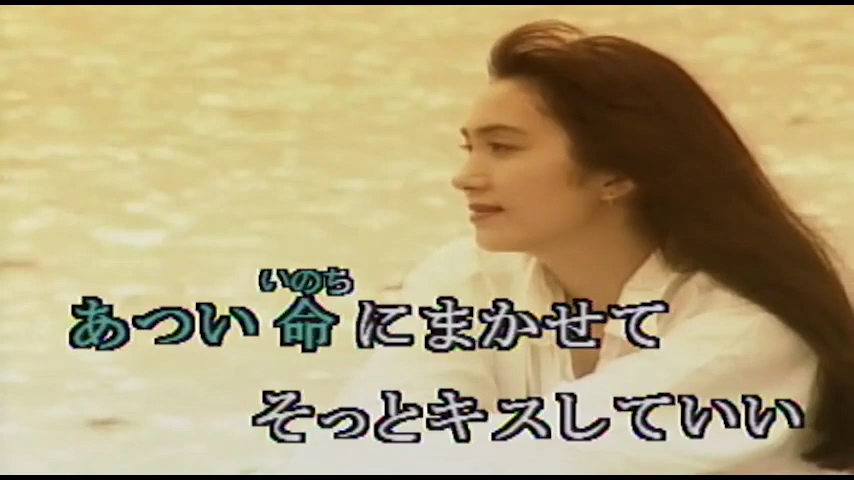 いのち
あつい命にまかせて
そっとキスしていい